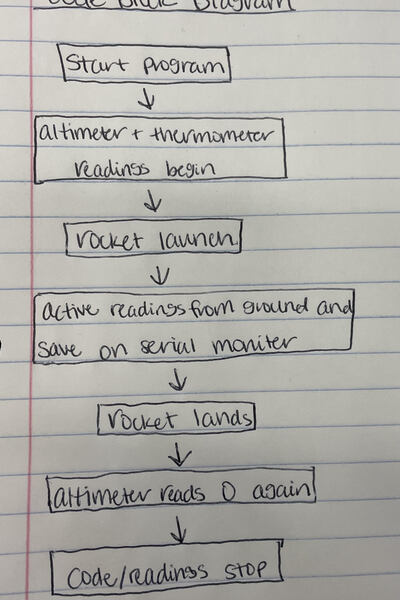 Code Block Diagram
Start program
altimeter + thermometer
readings begin
rocket launch
active readings from ground and
save on serial moniter
rocket lands
altimeter reads 0 again
code/readings stop